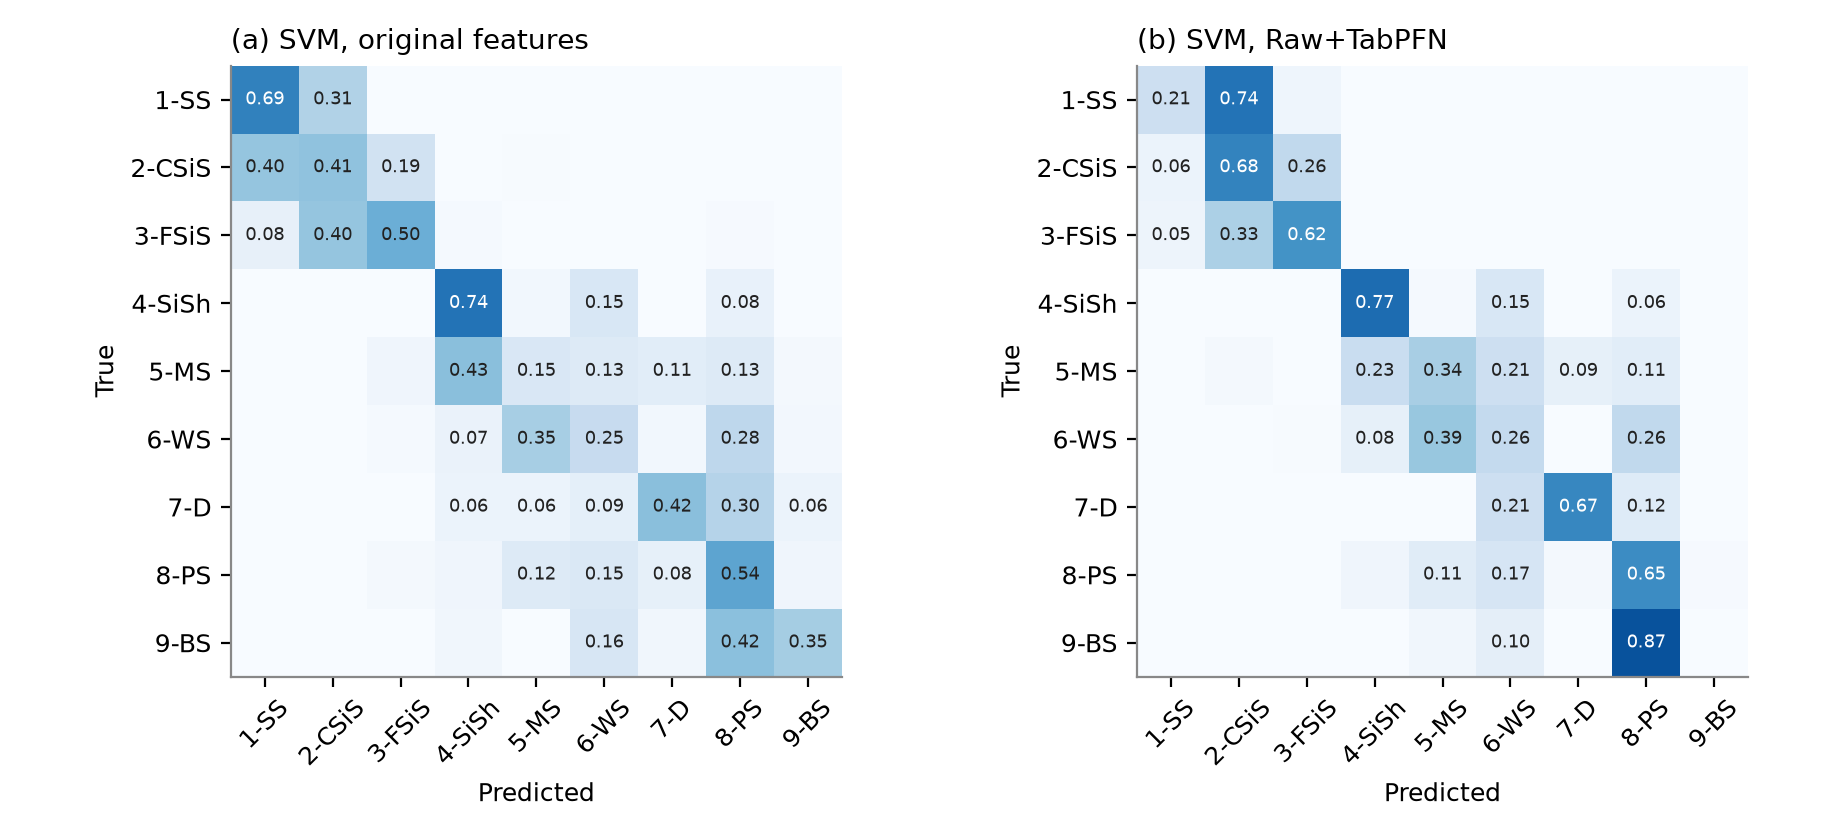 (a) SVM, original features
1-SS 0.69 0.31
2-CSiS 0.40 0.41 0.19
3-FSiS 0.08 0.40 0.50
4-SiSh 0.74 0.15 0.08
5-MS 0.43 0.15 0.13 0.11 0.13
6-WS 0.07 0.35 0.25 0.28
7-D 0.06 0.06 0.09 0.42 0.30 0.06
8-PS 0.12 0.15 0.08 0.54
9-BS 0.16 0.42 0.35
True
1-SS 2-CSiS 3-FSiS 4-SiSh 5-MS 6-WS 7-D 8-PS 9-BS
Predicted
(b) SVM, Raw+TabPFN
1-SS 0.21 0.74
2-CSiS 0.06 0.68 0.26
3-FSiS 0.05 0.33 0.62
4-SiSh 0.77 0.15 0.06
5-MS 0.23 0.34 0.21 0.09 0.11
6-WS 0.08 0.39 0.26 0.26
7-D 0.21 0.67 0.12
8-PS 0.11 0.17 0.65
9-BS 0.10 0.87
True
1-SS 2-CSiS 3-FSiS 4-SiSh 5-MS 6-WS 7-D 8-PS 9-BS
Predicted